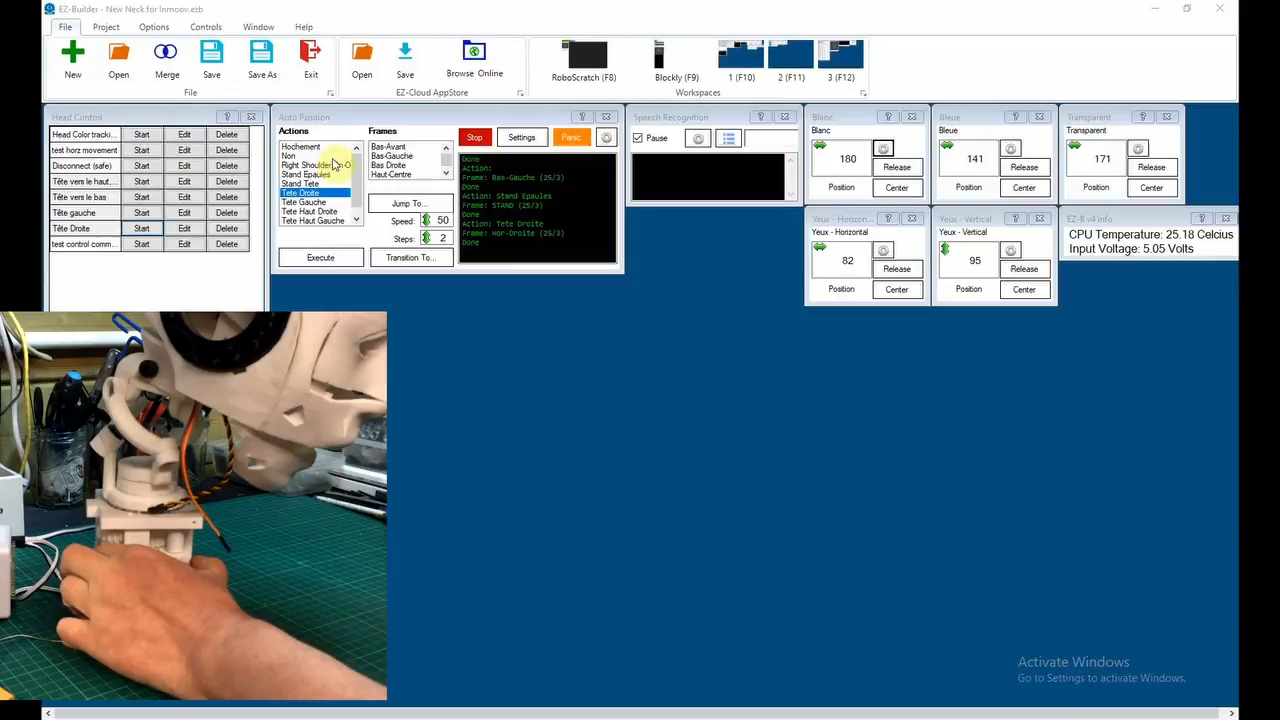 EZ-Builder - New Neck for Inmoov.ezb
File Project Options Controls Window Help
New Open Merge Save Save As Exit Open Save Browse Online RoboScratch (F8) Blockly (F9) 1 (F10) 2 (F11) 3 (F12)
File EZ-Cloud AppStore Workspaces
Head Control ?
Head Color tracki... Start Edit Delete
test horz movement Start Edit Delete
Disconnect (safe) Start Edit Delete
Tête vers le haut,... Start Edit Delete
Tête vers le bas Start Edit Delete
Tête gauche Start Edit Delete
Tête Droite Start Edit Delete
test control comm... Start Edit Delete
Auto Position ?
Actions
Hochement
Non
Stand Epaules
Stand Tete
Tete Droite
Tete Gauche
Tete Haut Droite
Tete Haut Gauche
Execute
Frames
Bas-Avant
Bas-Gauche
Bas Droite
Haut-Centre
Jump To...
Speed: 50
Steps: 2
Transition To...
Stop Settings Panic
Done
Action:
Frame: Bas-Gauche (25/3)
Done
Action: Stand Epaules
Frame: STAND (25/3)
Done
Action: Tete Droite
Frame: Hor-Droite (25/3)
Done
Speech Recognition ?
Pause
Blanc ?
Blanc
180
Release
Position Center
Bleue ?
Bleue
141
Release
Position Center
Transparent ?
Transparent
171
Release
Position Center
Yeux - Horizon... ?
Yeux - Horizontal
82
Release
Position Center
Yeux - Vertical ?
Yeux - Vertical
95
Release
Position Center
EZ-B v4 info ?
CPU Temperature: 25.18 Celcius
Input Voltage: 5.05 Volts
Activate Windows
Go to Settings to activate Windows.